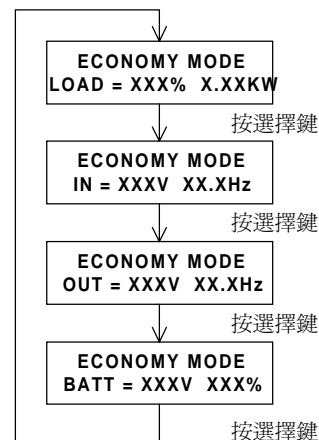 ECONOMY MODE
LOAD = XXX% X.XXKW
按選擇鍵
ECONOMY MODE
IN = XXXV XX.XHz
按選擇鍵
ECONOMY MODE
OUT = XXXV XX.XHz
按選擇鍵
ECONOMY MODE
BATT = XXXV XXX%
按選擇鍵